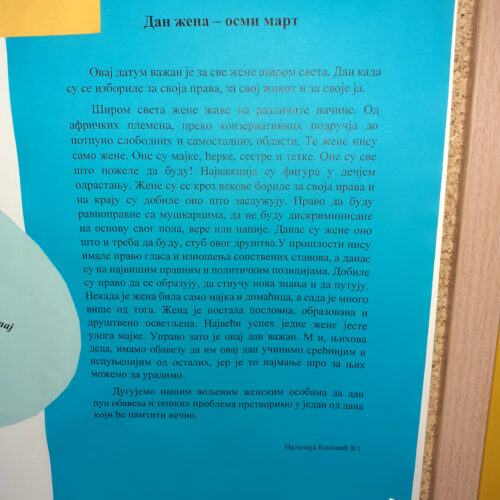 Дан жена – осми март
Овај датум важан је за све жене широм света. Дан када
су се избориле за своја права, за свој живот и за своје ја.
Широм света жене живе на различите начине. Од
афричких племена, преко конзервативних подручја до
потпуно слободних и самосталних области. Те жене нису
само жене. Оне су мајке, ћерке, сестре и тетке. Оне су све
што пожеле да буду! Најважнија су фигура у дечјем
одрастању. Жене су се кроз векове бориле за своја права и
на крају су добиле оно што заслужују. Право да буду
равноправне са мушкарцима, да не буду дискриминисане
на основу свог пола, вере или нације. Данас су жене оно
што и треба да буду, стуб овог друштва.У прошлости нису
имале право гласа и изношења сопствених ставова, а данас
су на највишим правним и политичким позицијама. Добиле
су право да се образују, да стичу нова знања и да путују.
Некада је жена била само мајка и домаћица, а сада је много
више од тога. Жена је постала пословна, образована и
друштвено осветљена. Највећи успех једне жене јесте
улога мајке. Управо зато је овај дан важан. М и, њихова
деца, имамо обавезу да им овај дан учинимо срећнијим и
испуњенијим од осталих, јер је то најмање што за њих
можемо да урадимо.
Дугујемо нашим вољеним женским особама да дан
пун обавеза и тешких проблема претворимо у један од дана
који ће памтити вечно.
Наталија Коловић 8/1